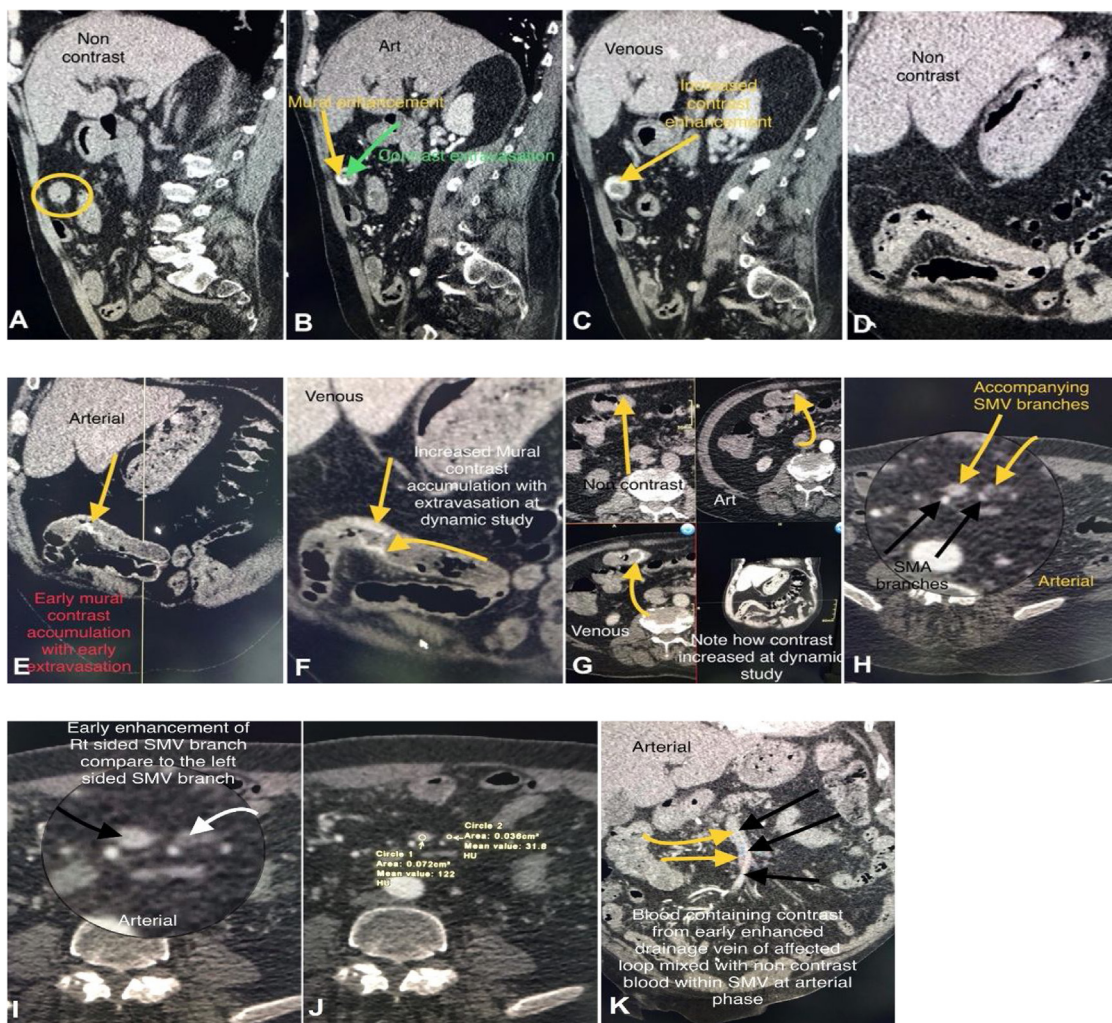 Non
contrast
A
Art
Mural enhancement
Contrast extravasation
B
Venous
Increased
contrast
enhancement
C
Non
contrast
D
Arterial
Early mural
contrast
accumulation
with early
extravasation
E
Venous
Increased Mural
contrast
accumulation with
extravasation at
dynamic study
F
Non contrast
Art
Venous
Note how contrast
increased at dynamic
study
G
Accompanying
SMV branches
SMA
branches
Arterial
H
Early enhancement of
Rt sided SMV branch
compare to the left
sided SMV branch
Arterial
I
Circle 2
Area: 0.036cm²
Mean value: 31.6
HU
Circle 1
Area: 0.072cm²
Mean value: 122
HU
J
Arterial
Blood containing contrast
from early enhanced
drainage vein of affected
loop mixed with non contrast
blood within SMV at arterial
phase
K